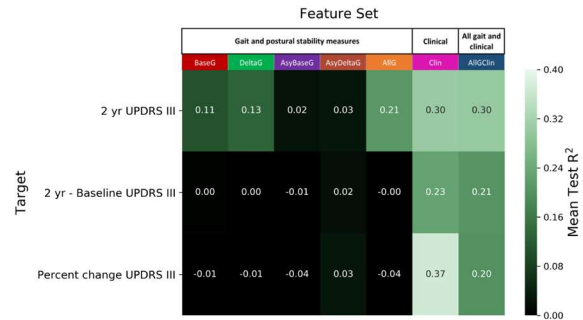 Feature Set
Gait and postural stability measures
Clinical
All gait and
clinical
BaseG DeltaG AsyBaseG AsyDeltaG AllG Clin AllGClin
Target
2 yr UPDRS III 0.11 0.13 0.02 0.03 0.21 0.30 0.30
2 yr - Baseline UPDRS III 0.00 0.00 -0.01 0.02 -0.00 0.23 0.21
Percent change UPDRS III -0.01 -0.01 -0.04 0.03 -0.04 0.37 0.20
0.40
0.32
0.24
0.16
0.08
0.00
Mean Test R²